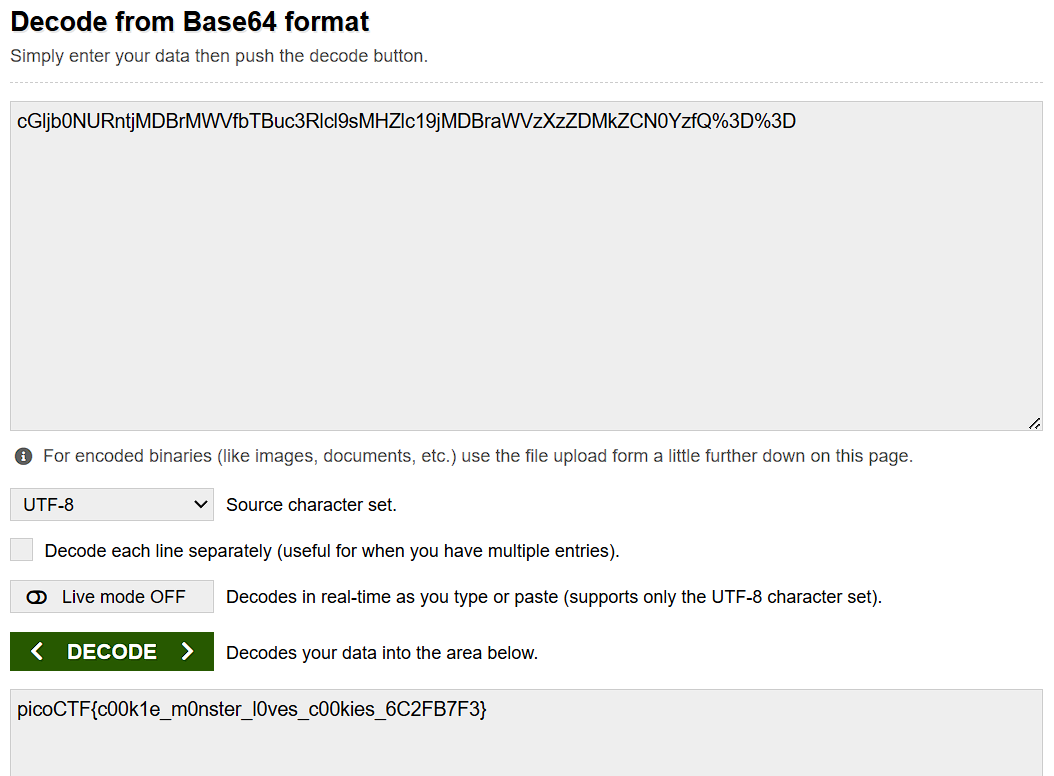 Decode from Base64 format
Simply enter your data then push the decode button.
cGljb0NURntjMDBrMWVfbTBuc3Rlcl9sMHZlc19jMDBraWVzXzZDMkZCN0YzfQ%3D%3D
For encoded binaries (like images, documents, etc.) use the file upload form a little further down on this page.
UTF-8 Source character set.
Decode each line separately (useful for when you have multiple entries).
Live mode OFF Decodes in real-time as you type or paste (supports only the UTF-8 character set).
< DECODE > Decodes your data into the area below.
picoCTF{c00k1e_m0nster_l0ves_c00kies_6C2FB7F3}